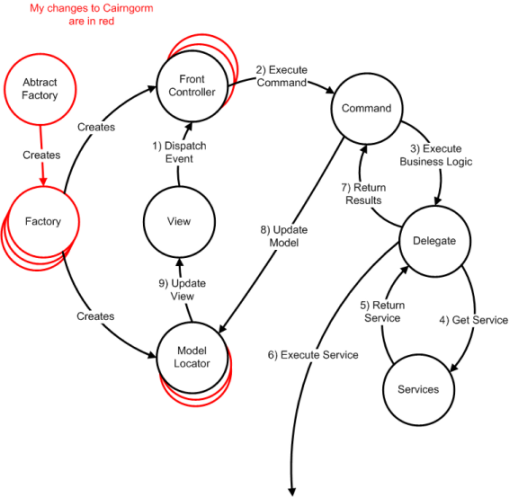 My changes to Cairngorm
are in red
Abtract
Factory
Creates
Factory
Creates
Creates
Front
Controller
1) Dispatch
Event
View
9) Update
View
Model
Locator
2) Execute
Command
Command
3) Execute
Business Logic
7) Return
Results
8) Update
Model
Delegate
5) Return
Service
4) Get Service
6) Execute Service
Services